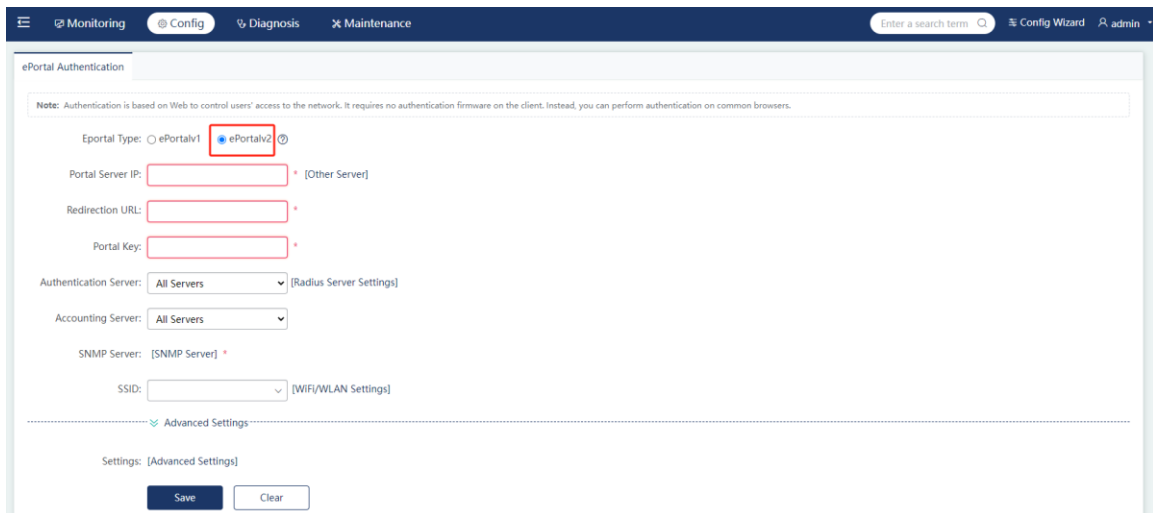 Monitoring Config Diagnosis Maintenance Enter a search term Config Wizard admin
ePortal Authentication
Note: Authentication is based on Web to control users' access to the network. It requires no authentication firmware on the client. Instead, you can perform authentication on common browsers.
Eportal Type: ePortalv1 ePortalv2
Portal Server IP: * [Other Server]
Redirection URL: *
Portal Key: *
Authentication Server: All Servers [Radius Server Settings]
Accounting Server: All Servers
SNMP Server: [SNMP Server] *
SSID: [WiFi/WLAN Settings]
Advanced Settings
Settings: [Advanced Settings]
Save Clear